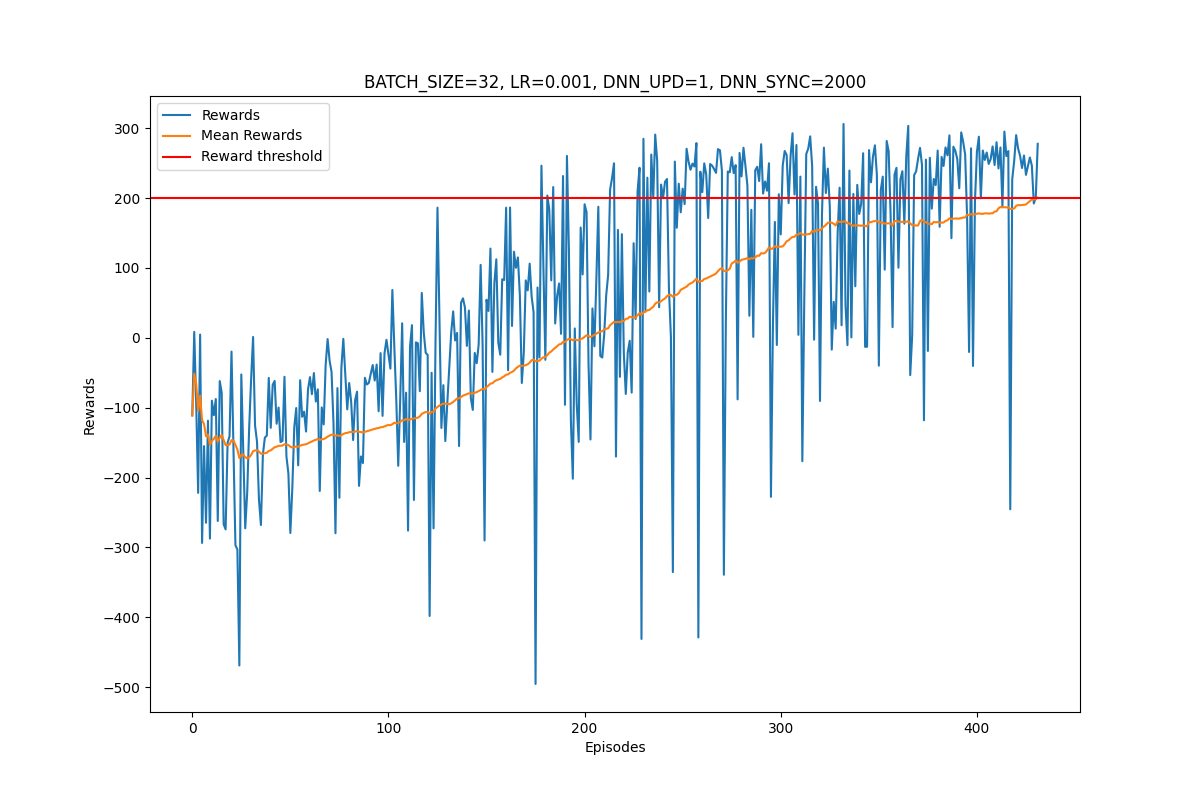 BATCH_SIZE=32, LR=0.001, DNN_UPD=1, DNN_SYNC=2000
Rewards
Mean Rewards
Reward threshold
300
200
100
0
−100
−200
−300
−400
−500
Rewards
0
100
200
300
400
Episodes